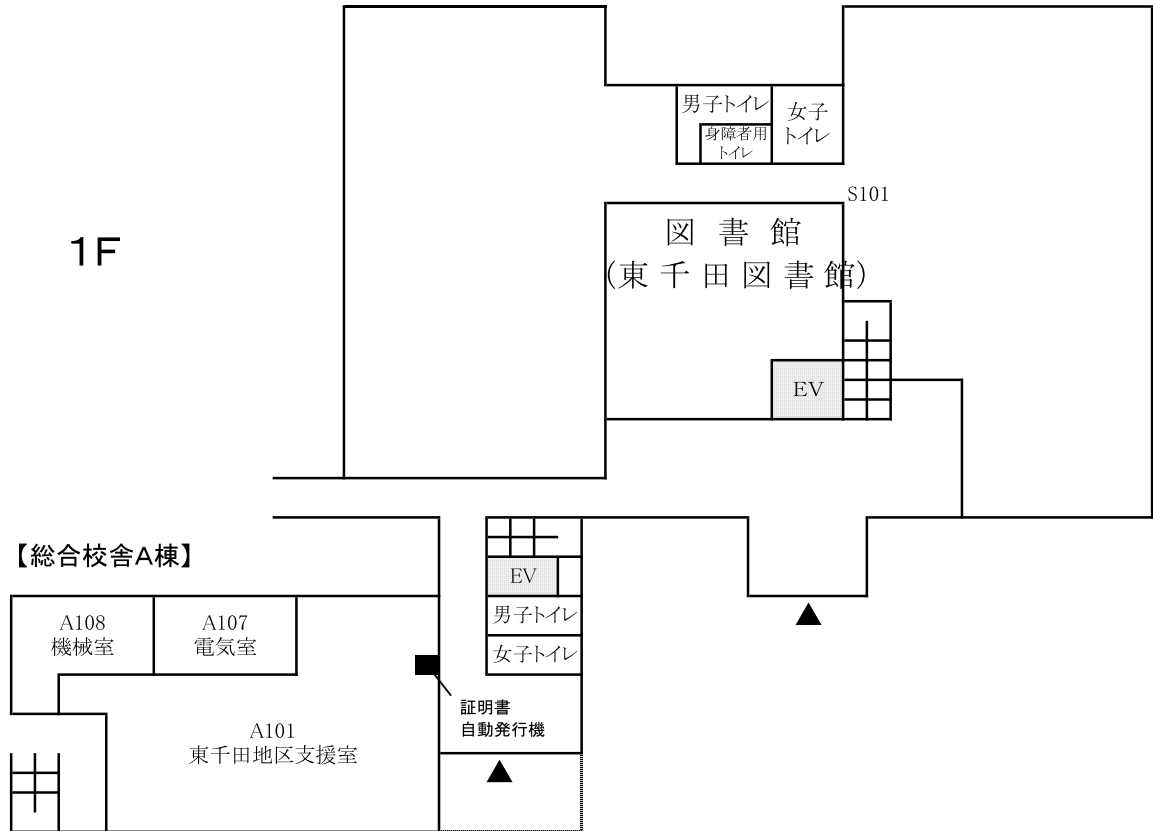 男子トイレ
女子
トイレ
身障者用
トイレ
S101
図書館
(東千田図書館)
1F
EV
【総合校舎A棟】
EV
男子トイレ
女子トイレ
A108
機械室
A107
電気室
証明書
自動発行機
A101
東千田地区支援室